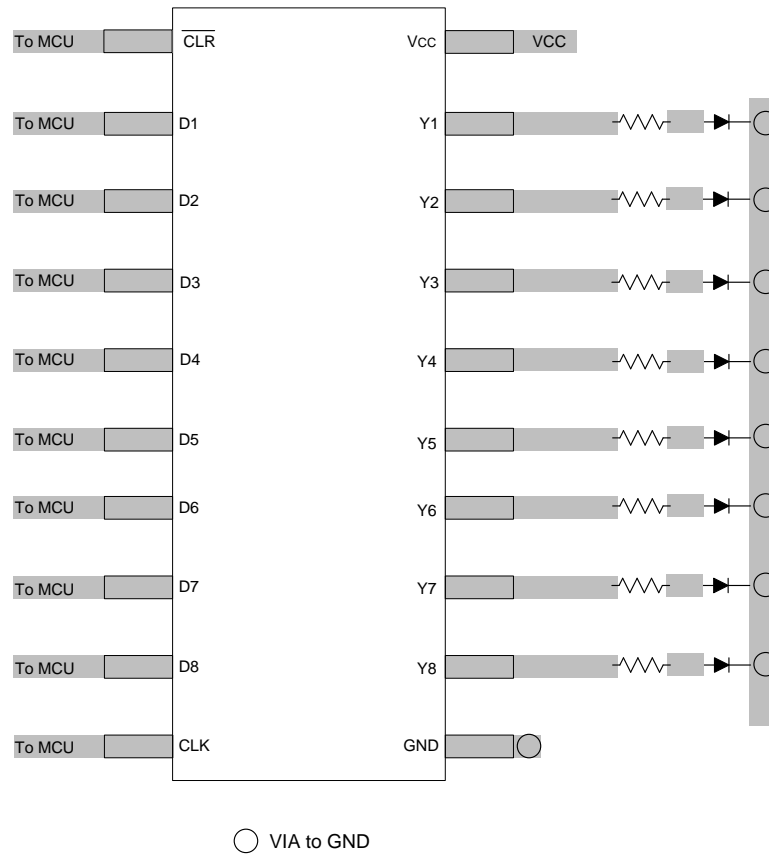 To MCU CLR Vcc VCC
To MCU D1 Y1
To MCU D2 Y2
To MCU D3 Y3
To MCU D4 Y4
To MCU D5 Y5
To MCU D6 Y6
To MCU D7 Y7
To MCU D8 Y8
To MCU CLK GND
VIA to GND